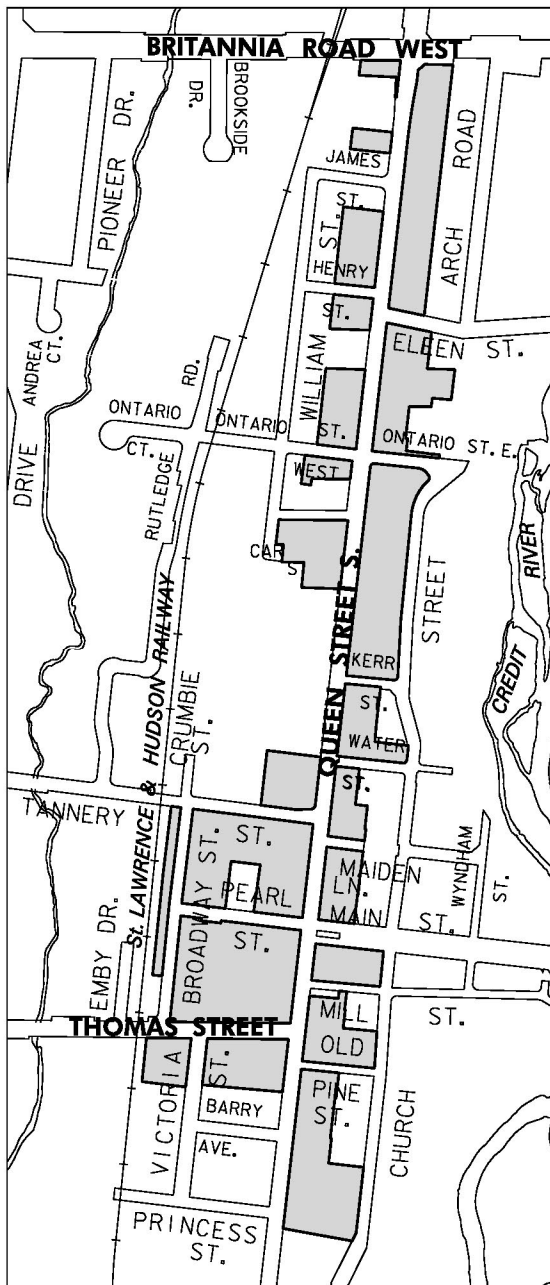 BRITANNIA ROAD WEST
PIONEER DR.
BROOKSIDE
DR.
JAMES
ST.
ARCH ROAD
HENRY
ST.
WILLIAM
ST.
ELLEN ST.
ANDREA
CT.
RD.
RUTLEDGE
ONTARIO
CT.
ONTARIO
ST.
WEST
ONTARIO ST. E.
DRIVE
CAR
S
RIVER
CREDIT
STREET
CHURCH
QUEEN STREET S.
KERR
ST.
WATER
ST.
St. LAWRENCE & HUDSON RAILWAY
CRUMBIE
ST.
TANNERY
ST.
BROADWAY ST.
PEARL
ST.
MAIDEN
LN.
MAIN
ST.
WYNDHAM
ST.
EMBY DR.
THOMAS STREET
MILL
ST.
OLD
PINE
ST.
VICTORIA
ST.
BARRY
AVE.
PRINCESS
ST.